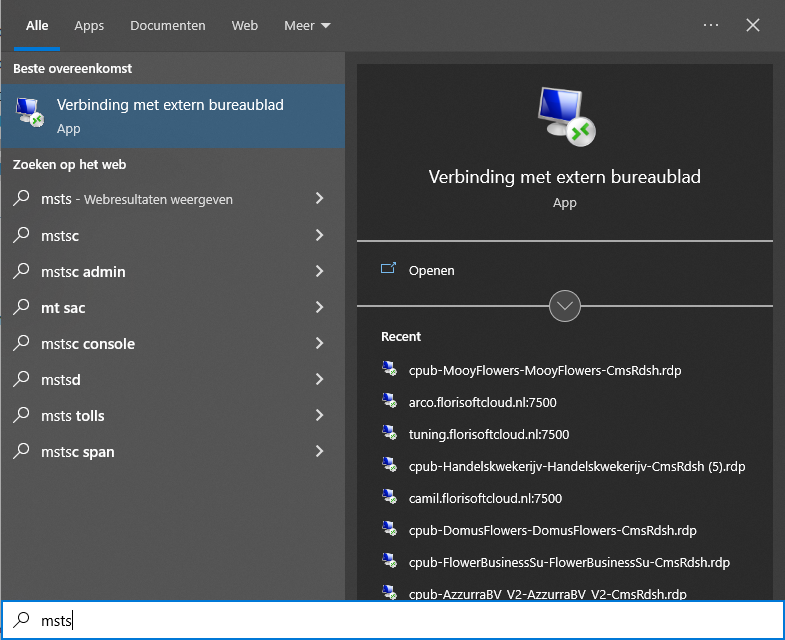 Alle Apps Documenten Web Meer
Beste overeenkomst
Verbinding met extern bureaublad
App
Zoeken op het web
msts - Webresultaten weergeven
mstsc
mstsc admin
mt sac
mstsc console
mstsd
msts tolls
mstsc span
Verbinding met extern bureaublad
App
Openen
Recent
cpub-MooyFlowers-MooyFlowers-CmsRdsh.rdp
arco.florisoftcloud.nl:7500
tuning.florisoftcloud.nl:7500
cpub-Handelskwekerijv-Handelskwekerijv-CmsRdsh (5).rdp
camil.florisoftcloud.nl:7500
cpub-DomusFlowers-DomusFlowers-CmsRdsh.rdp
cpub-FlowerBusinessSu-FlowerBusinessSu-CmsRdsh.rdp
cpub-AzzurraBV_V2-AzzurraBV_V2-CmsRdsh.rdp
msts